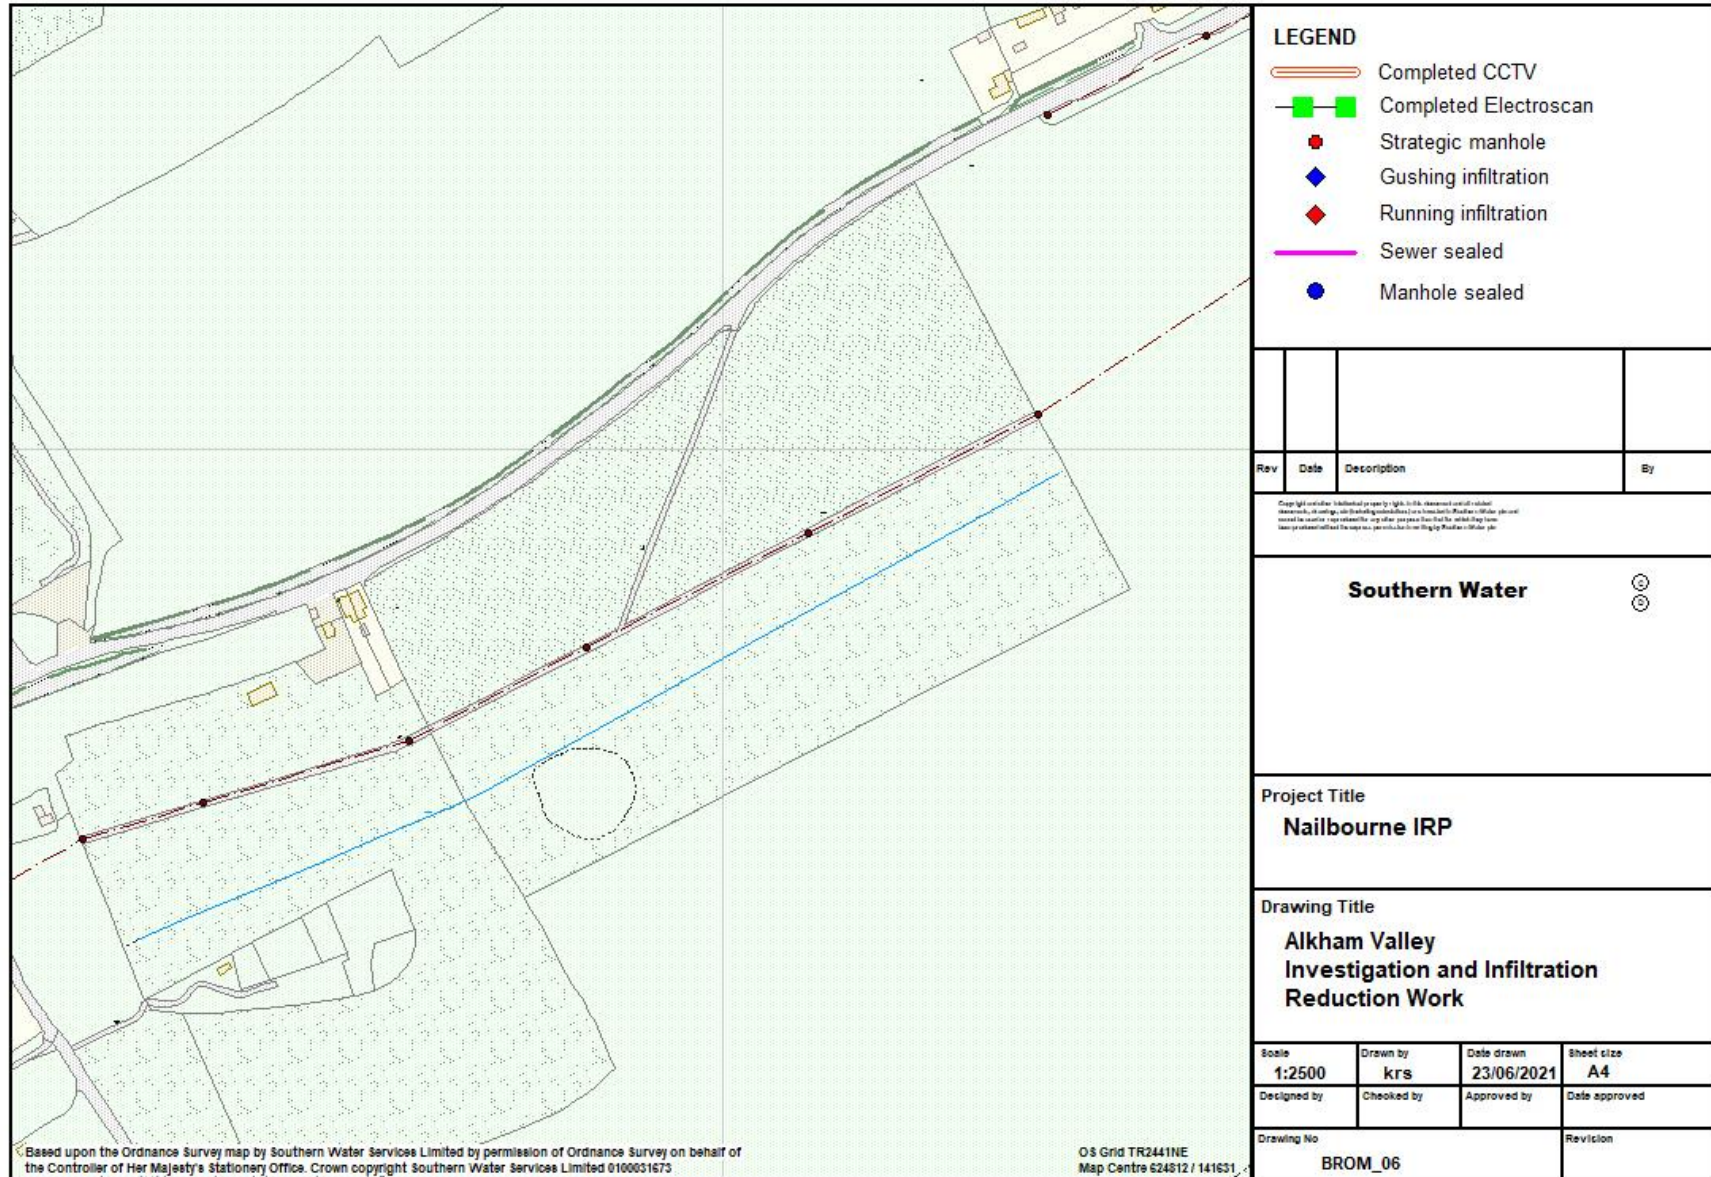 LEGEND
Completed CCTV
Completed Electroscan
Strategic manhole
Gushing infiltration
Running infiltration
Sewer sealed
Manhole sealed
Rev Date Description By
Southern Water
Project Title
Nailbourne IRP
Drawing Title
Alkham Valley
Investigation and Infiltration
Reduction Work
Scale Drawn by Date drawn Sheet size
1:2500 krs 23/06/2021 A4
Designed by Checked by Approved by Date approved
Drawing No Revision
BROM_06
Based upon the Ordnance Survey map by Southern Water Services Limited by permission of Ordnance Survey on behalf of
the Controller of Her Majesty's Stationery Office. Crown copyright Southern Water Services Limited 0100031673
OS Grid TR2441NE
Map Centre 624812 / 141631